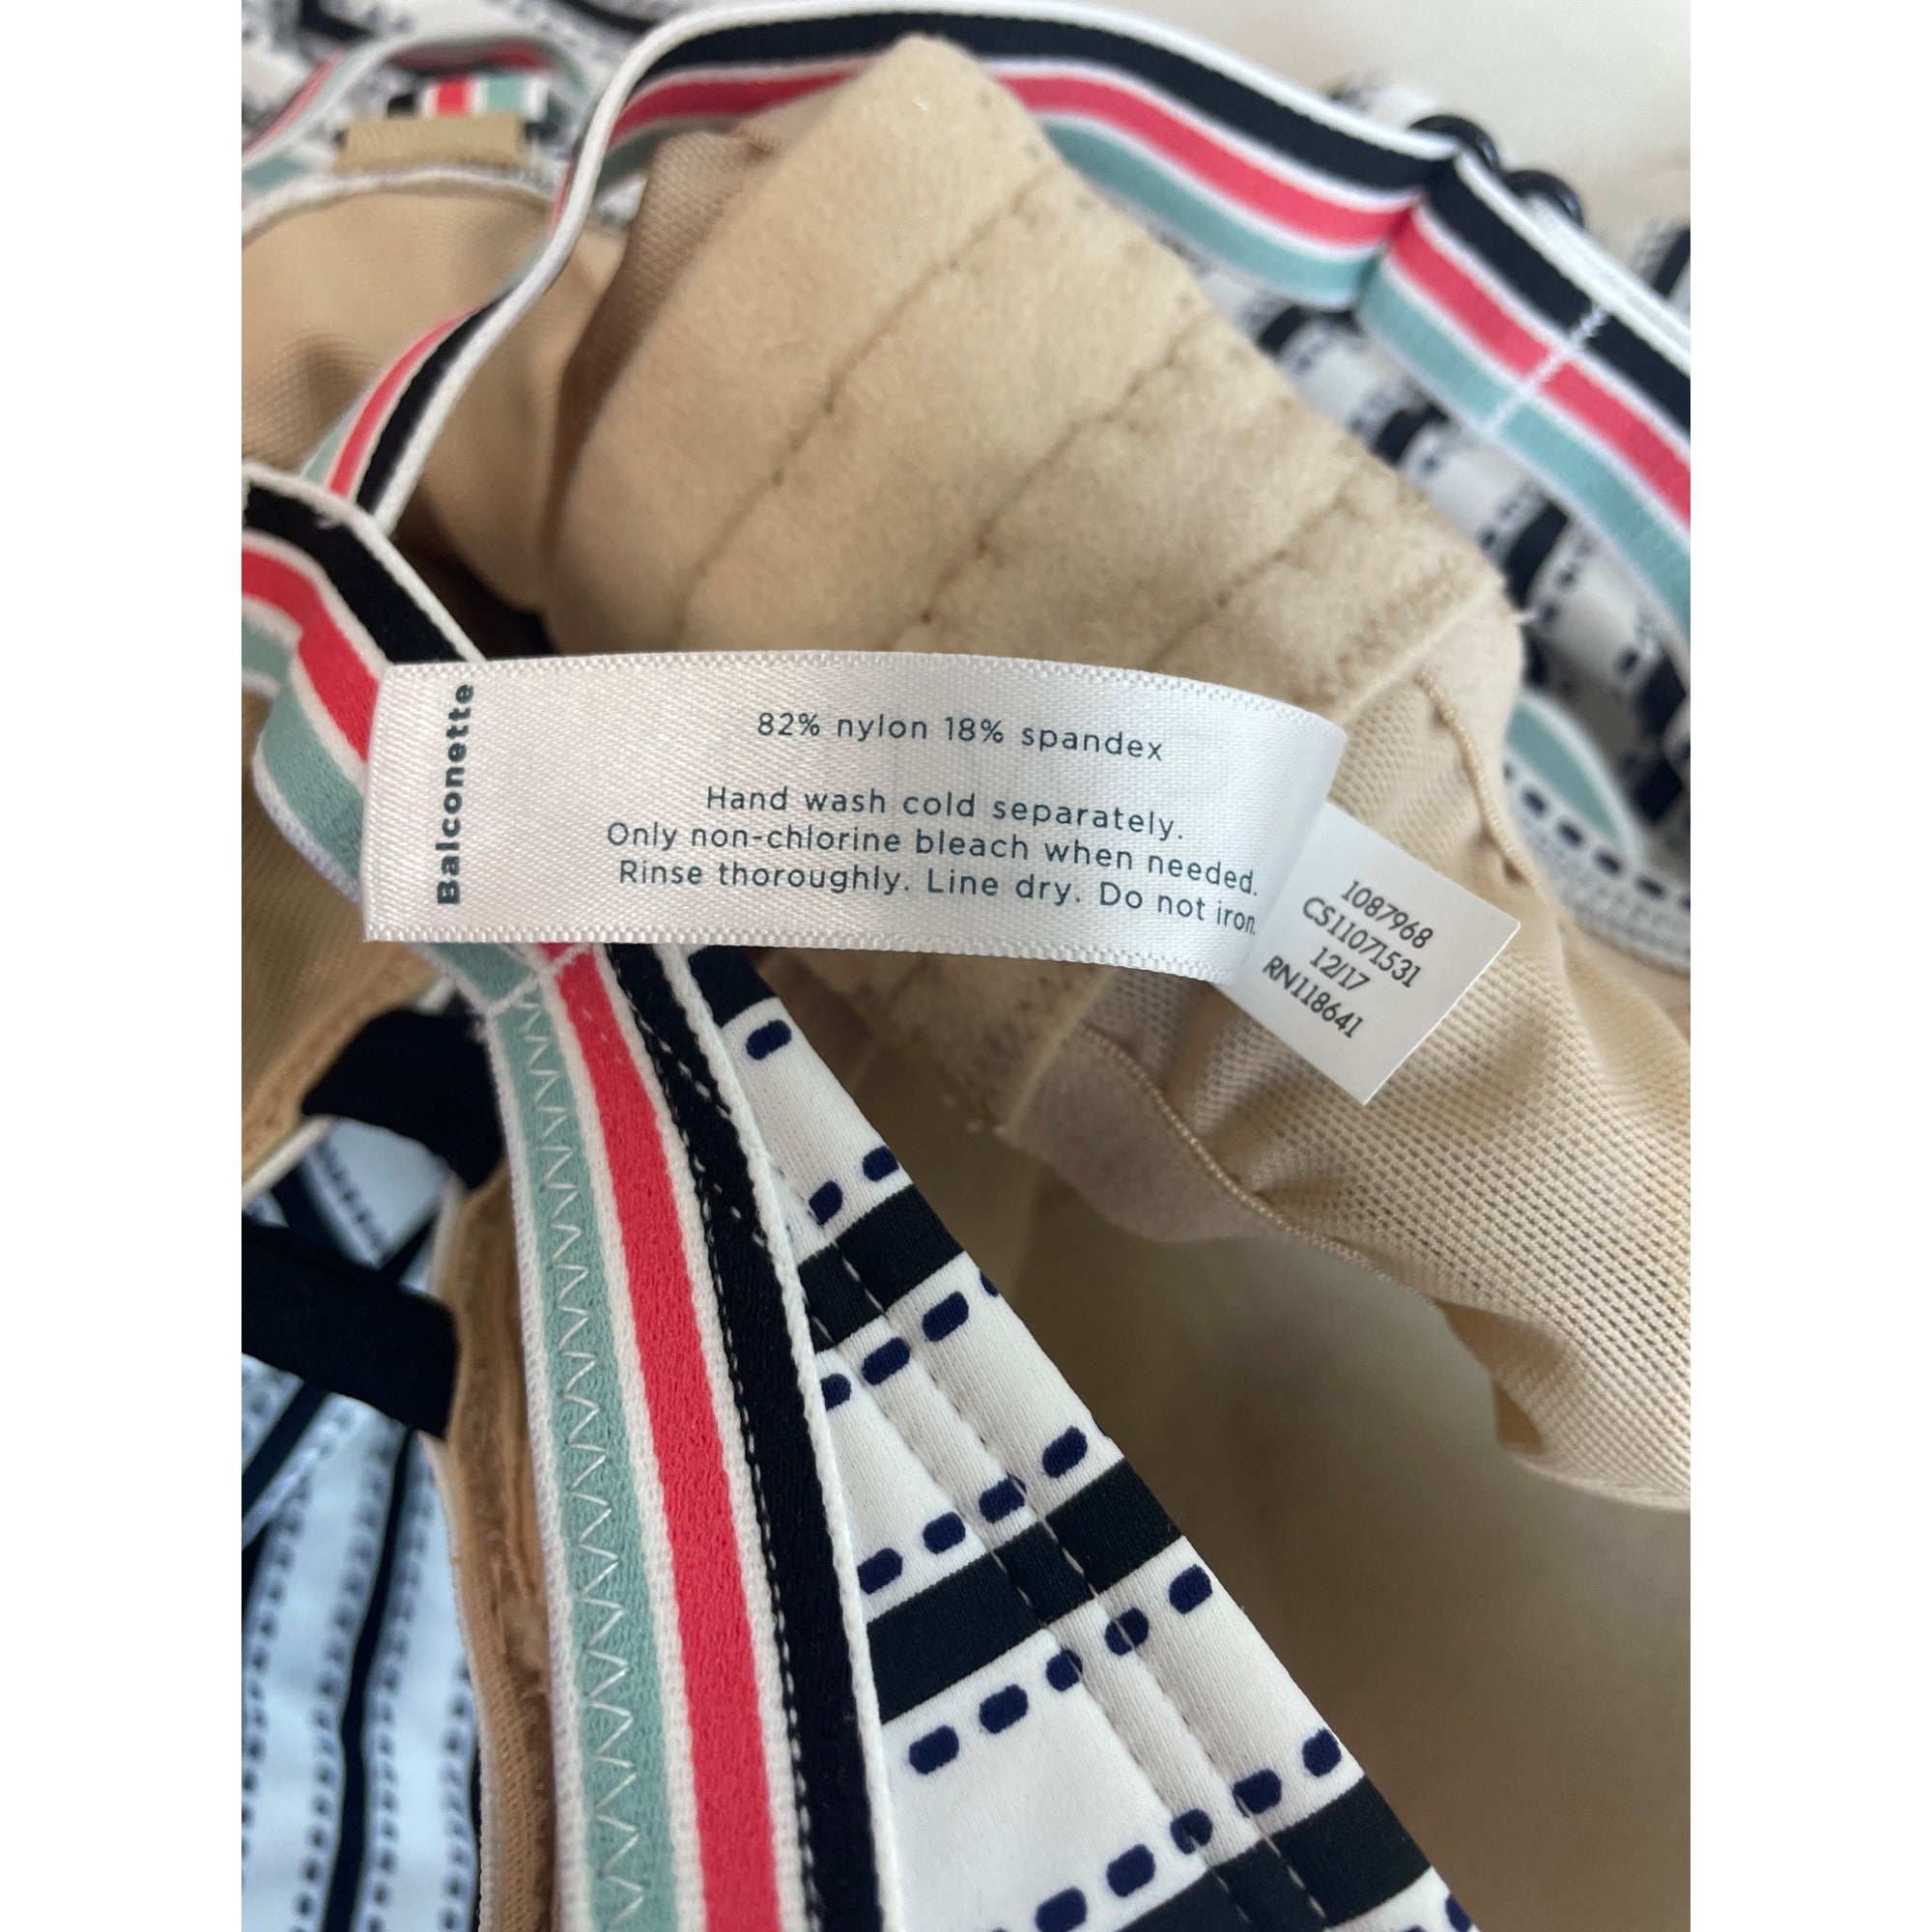 Balconette
82% nylon 18% spandex
Hand wash cold separately.
Only non-chlorine bleach when needed.
Rinse thoroughly. Line dry. Do not iron.
1087968
CS11071531
12/17
RN118641